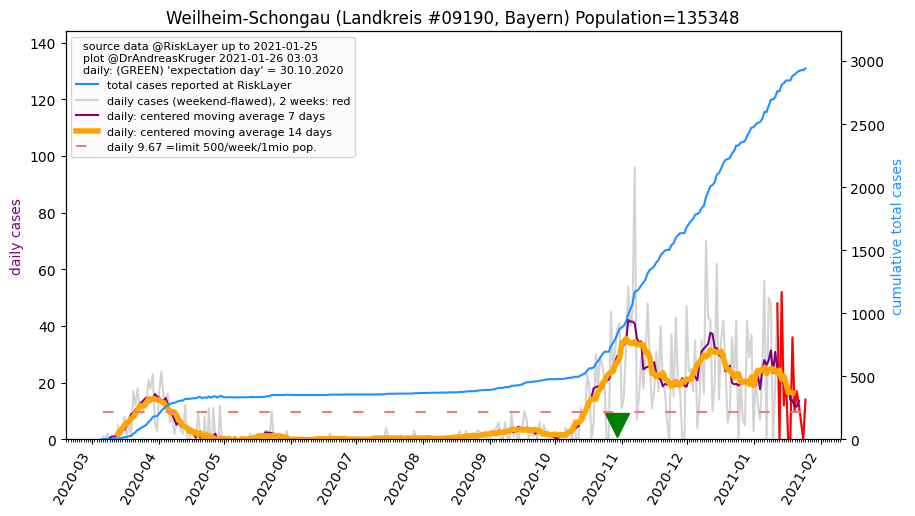 Weilheim-Schongau (Landkreis #09190, Bayern) Population=135348
source data @RiskLayer up to 2021-01-25
plot @DrAndreasKruger 2021-01-26 03:03
daily: (GREEN) 'expectation day' = 30.10.2020
total cases reported at RiskLayer
daily cases (weekend-flawed), 2 weeks: red
daily: centered moving average 7 days
daily: centered moving average 14 days
daily 9.67 =limit 500/week/1mio pop.
daily cases
140
120
100
80
60
40
20
0
cumulative total cases
3000
2500
2000
1500
1000
500
0
2020-03
2020-04
2020-05
2020-06
2020-07
2020-08
2020-09
2020-10
2020-11
2020-12
2021-01
2021-02